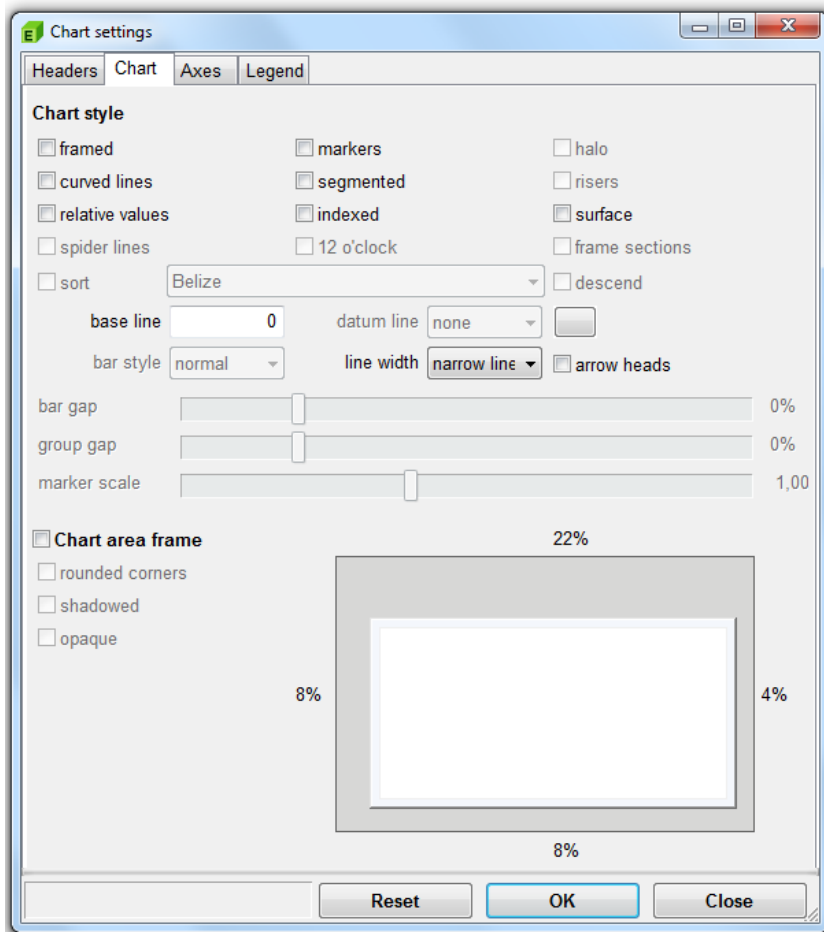 Chart settings
Headers Chart Axes Legend
Chart style
framed markers halo
curved lines segmented risers
relative values indexed surface
spider lines 12 o'clock frame sections
sort Belize descend
base line 0 datum line none
bar style normal line width narrow line arrow heads
bar gap 0%
group gap 0%
marker scale 1,00
Chart area frame 22%
rounded corners
shadowed
opaque
8% 4%
8%
Reset OK Close